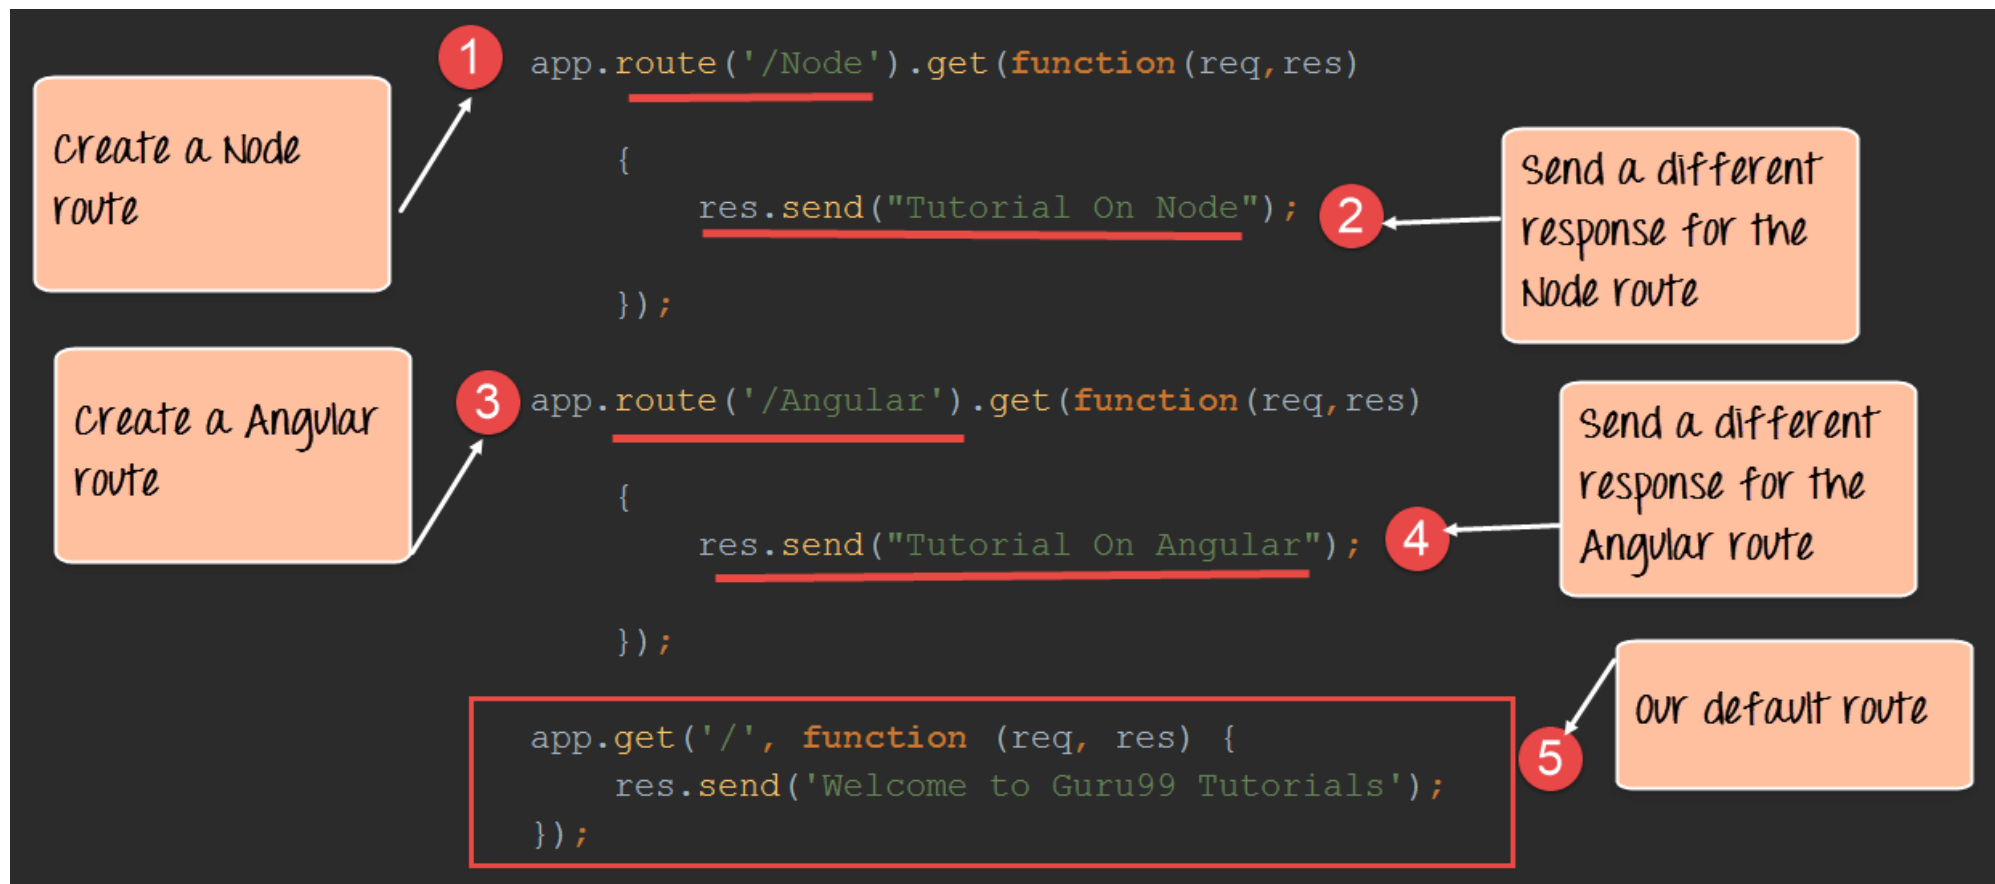 1
app.route('/Node').get(function(req,res)
Create a Node
route
{
res.send("Tutorial On Node");
2
Send a different
response for the
Node route
});
Create a Angular
route
3
app.route('/Angular').get(function(req,res)
{
res.send("Tutorial On Angular");
4
Send a different
response for the
Angular route
});
app.get('/', function (req, res) {
res.send('Welcome to Guru99 Tutorials');
});
5
Our default route